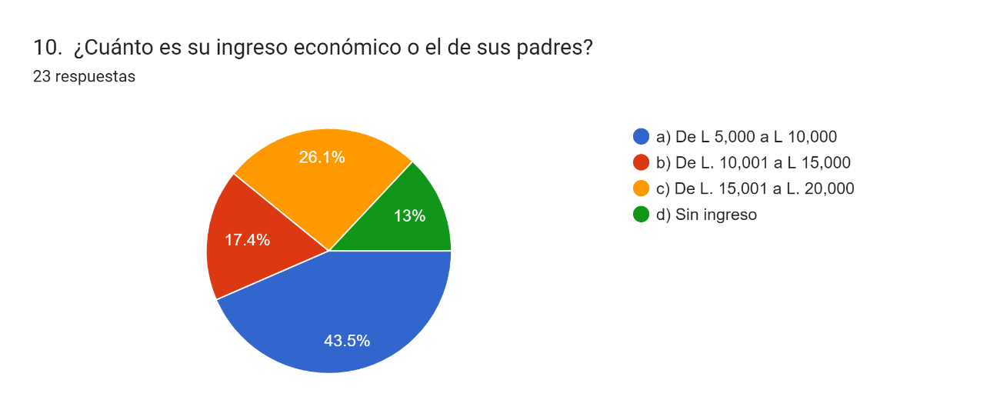 10.  ¿Cuánto es su ingreso económico o el de sus padres?
23 respuestas
a) De L 5,000 a L 10,000
b) De L. 10,001 a L 15,000
c) De L. 15,001 a L. 20,000
d) Sin ingreso
26.1%
13%
17.4%
43.5%